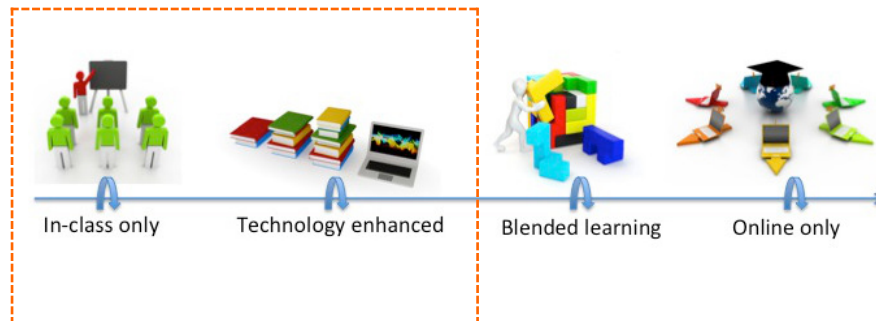 In-class only
Technology enhanced
Blended learning
Online only